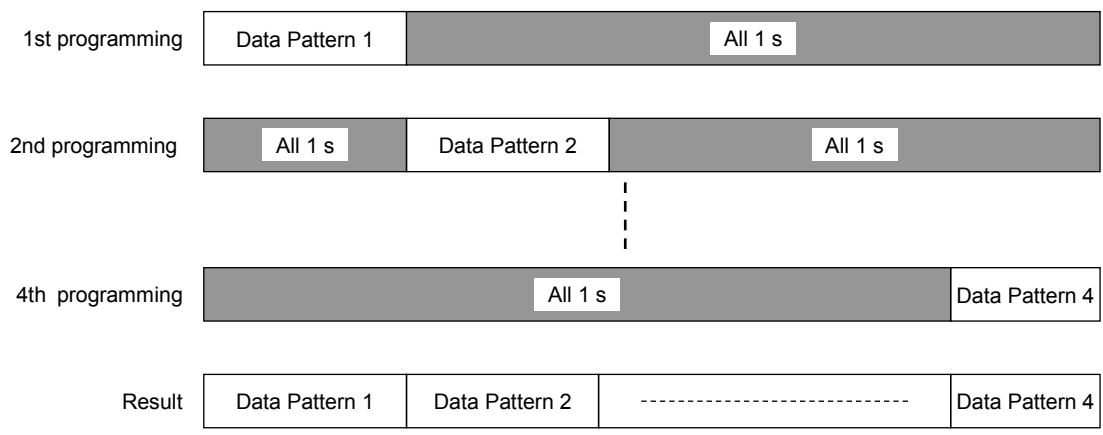 1st programming Data Pattern 1 All 1 s
2nd programming All 1 s Data Pattern 2 All 1 s
4th programming All 1 s Data Pattern 4
Result Data Pattern 1 Data Pattern 2 Data Pattern 4